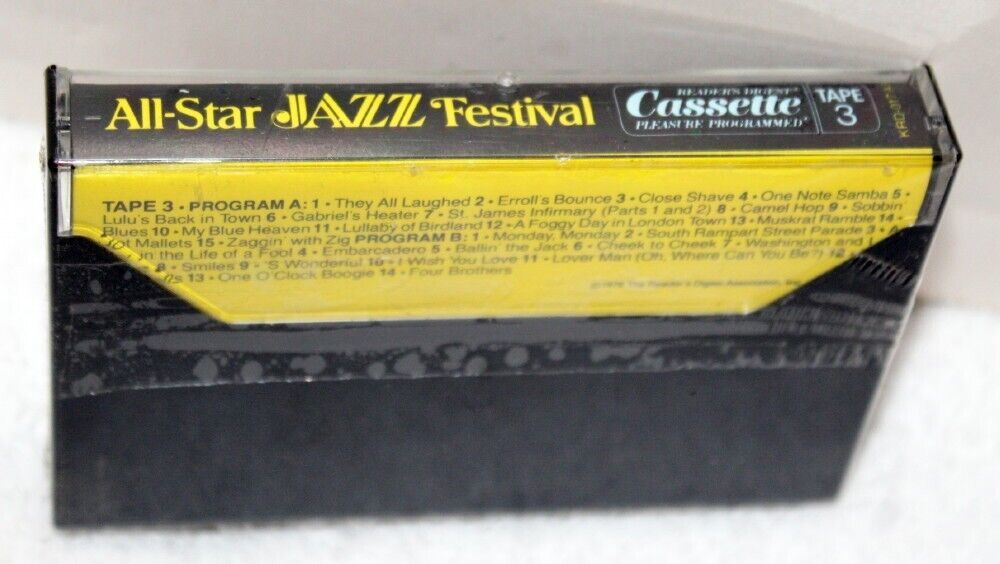 All-Star JAZZ Festival
READER'S DIGEST
Cassette
PLEASURE PROGRAMMED
TAPE
3
TAPE 3 • PROGRAM A: 1 • They All Laughed 2 • Erroll's Bounce 3 • Close Shave 4 • One Note Samba 5 •
Lulu's Back in Town 6 • Gabriel's Heater 7 • St. James Infirmary (Parts 1 and 2) 8 • Camel Hop 9 • Sobbin'
Blues 10 • My Blue Heaven 11 • Lullaby of Birdland 12 • A Foggy Day in London Town 13 • Muskrat Ramble 14 •
Hot Mallets 15 • Zaggin' with Zig PROGRAM B: 1 • Monday, Monday 2 • South Rampart Street Parade 3 • A
in the Life of a Fool 4 • Embarcadero 5 • Ballin' the Jack 6 • Cheek to Cheek 7 • Washington and
8 • Smiles 9 • 'S Wonderful 10 • I Wish You Love 11 • Lover Man (Oh, Where Can You Be?) 12
13 • One O'Clock Boogie 14 • Four Brothers
The Reader's Digest Association,